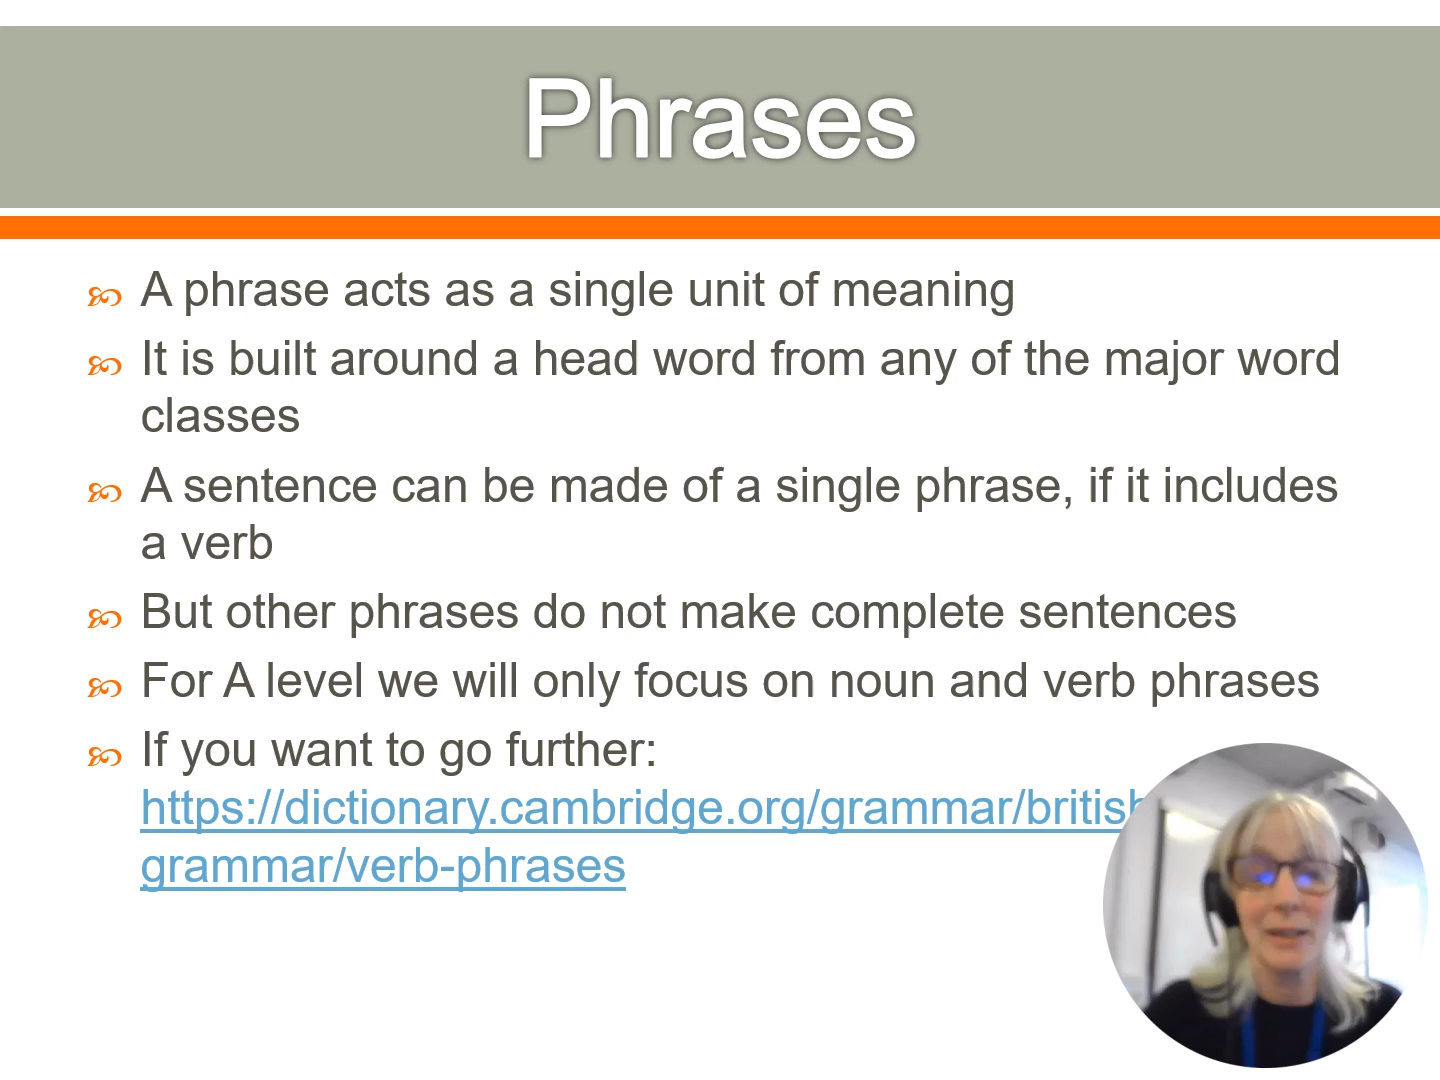 Phrases
A phrase acts as a single unit of meaning
It is built around a head word from any of the major word
classes
A sentence can be made of a single phrase, if it includes
a verb
But other phrases do not make complete sentences
For A level we will only focus on noun and verb phrases
If you want to go further:
https://dictionary.cambridge.org/grammar/british
grammar/verb-phrases